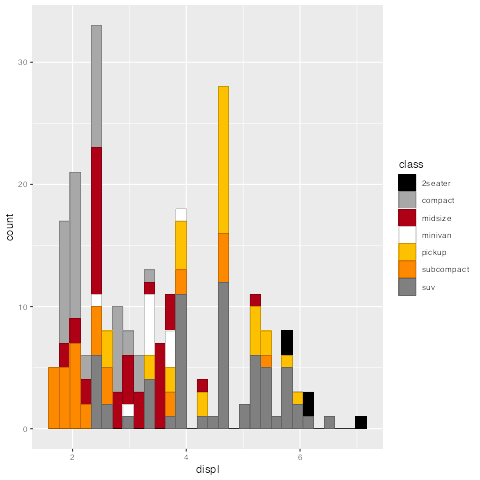 30
20
10
0
count
2
4
6
displ
class
2seater
compact
midsize
minivan
pickup
subcompact
suv